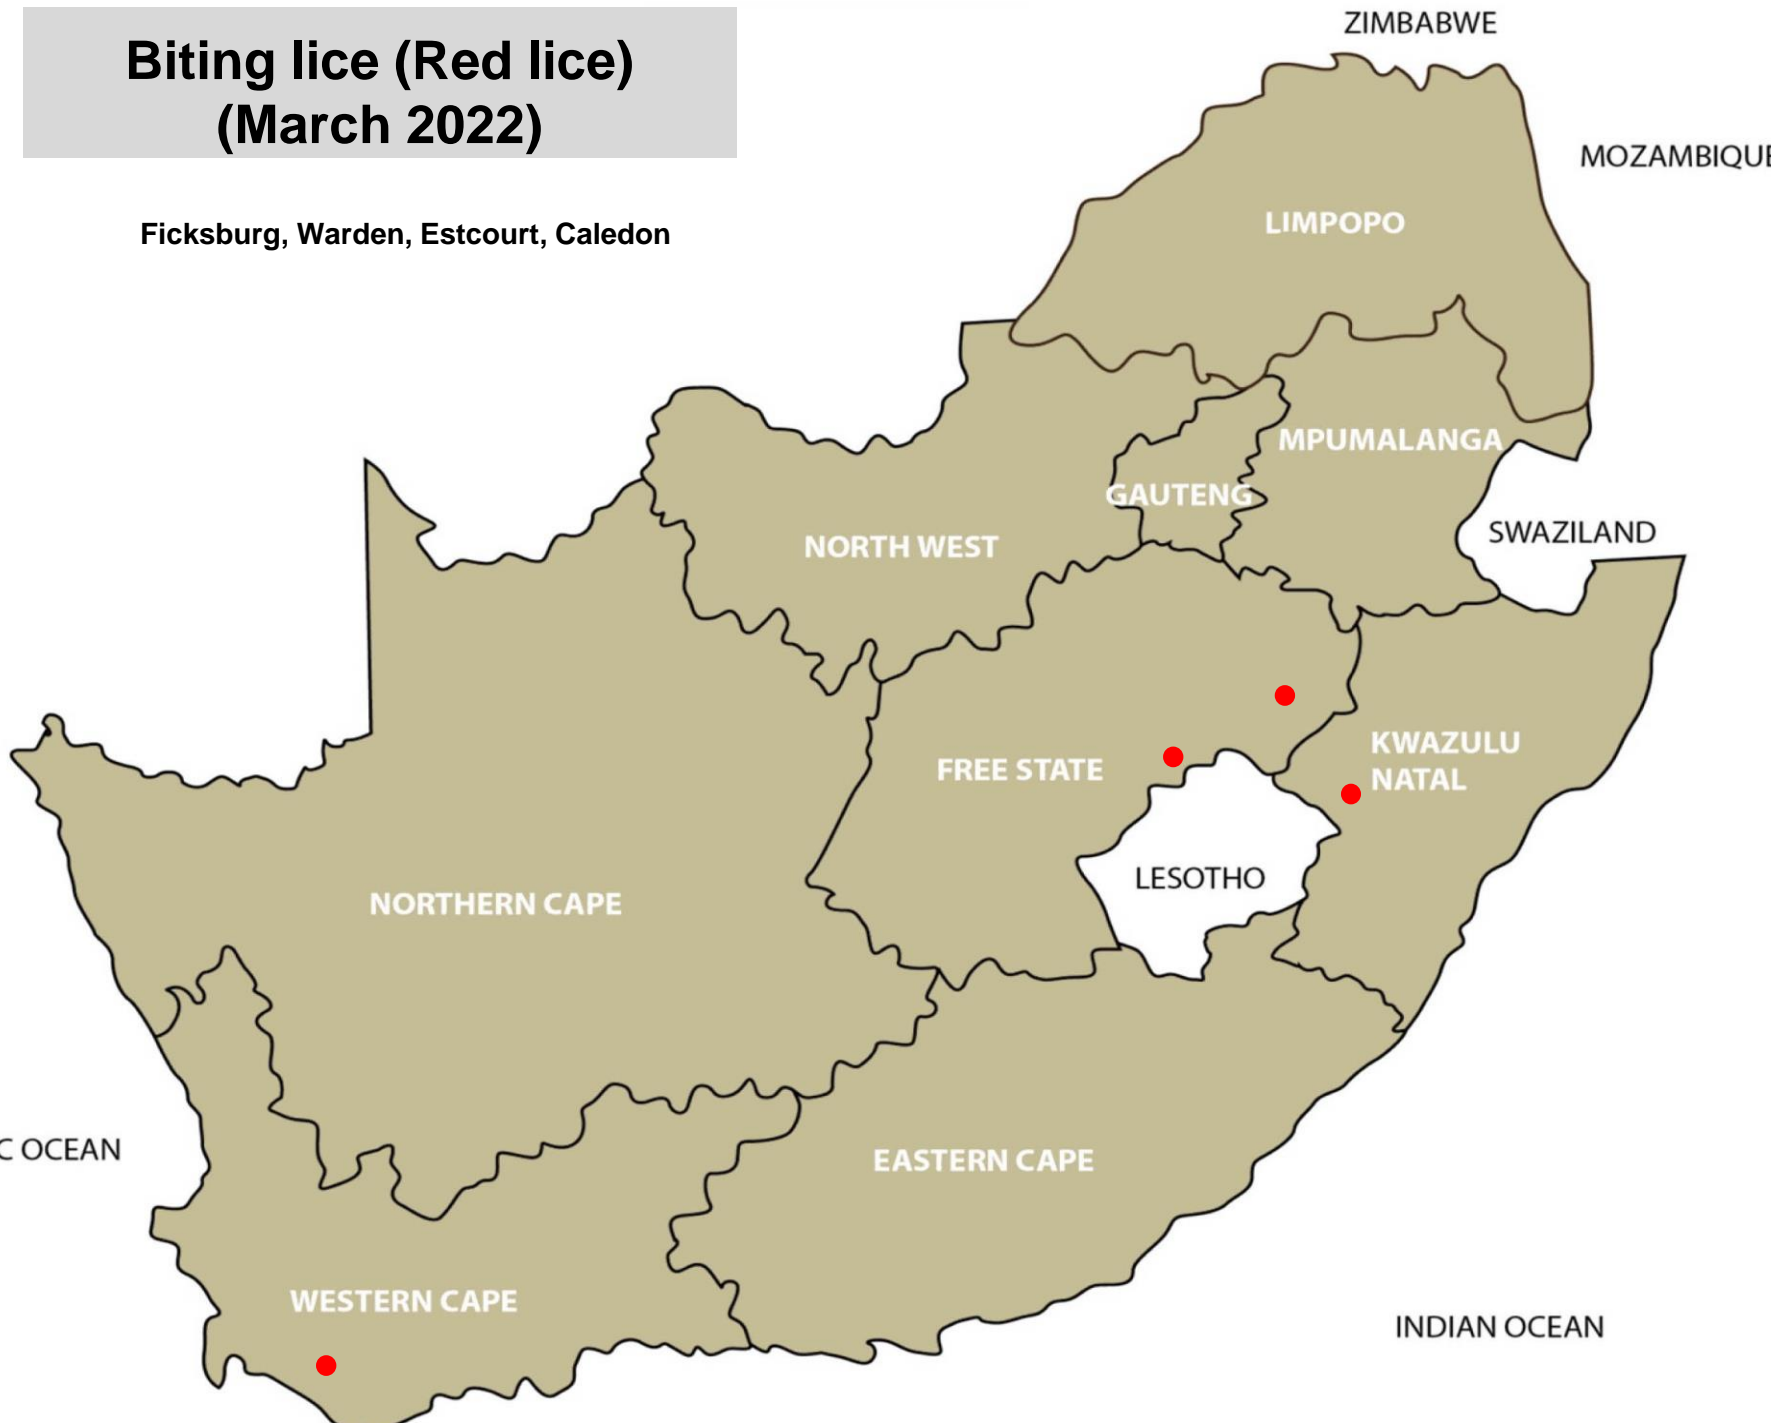 Biting lice (Red lice)
(March 2022)
Ficksburg, Warden, Estcourt, Caledon
ZIMBABWE
MOZAMBIQUE
LIMPOPO
MPUMALANGA
GAUTENG
SWAZILAND
NORTH WEST
KWAZULU
NATAL
FREE STATE
LESOTHO
NORTHERN CAPE
C OCEAN
EASTERN CAPE
WESTERN CAPE
INDIAN OCEAN